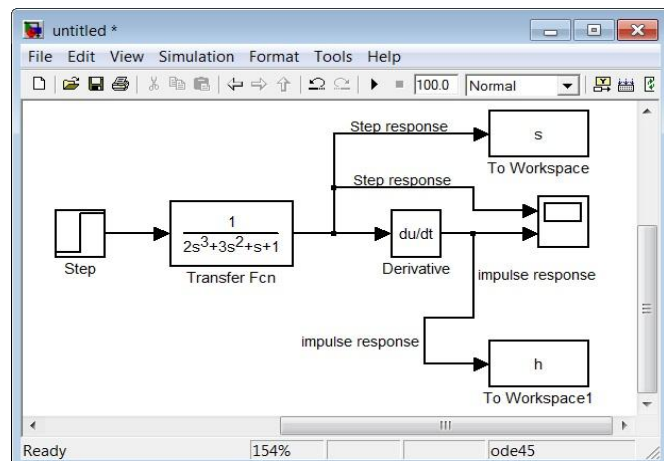 untitled *
File Edit View Simulation Format Tools Help
100.0 Normal
Step response
s
To Workspace
Step response
1
2s³+3s²+s+1
du/dt
Step
Transfer Fcn
Derivative
impulse response
impulse response
h
To Workspace1
Ready 154% ode45